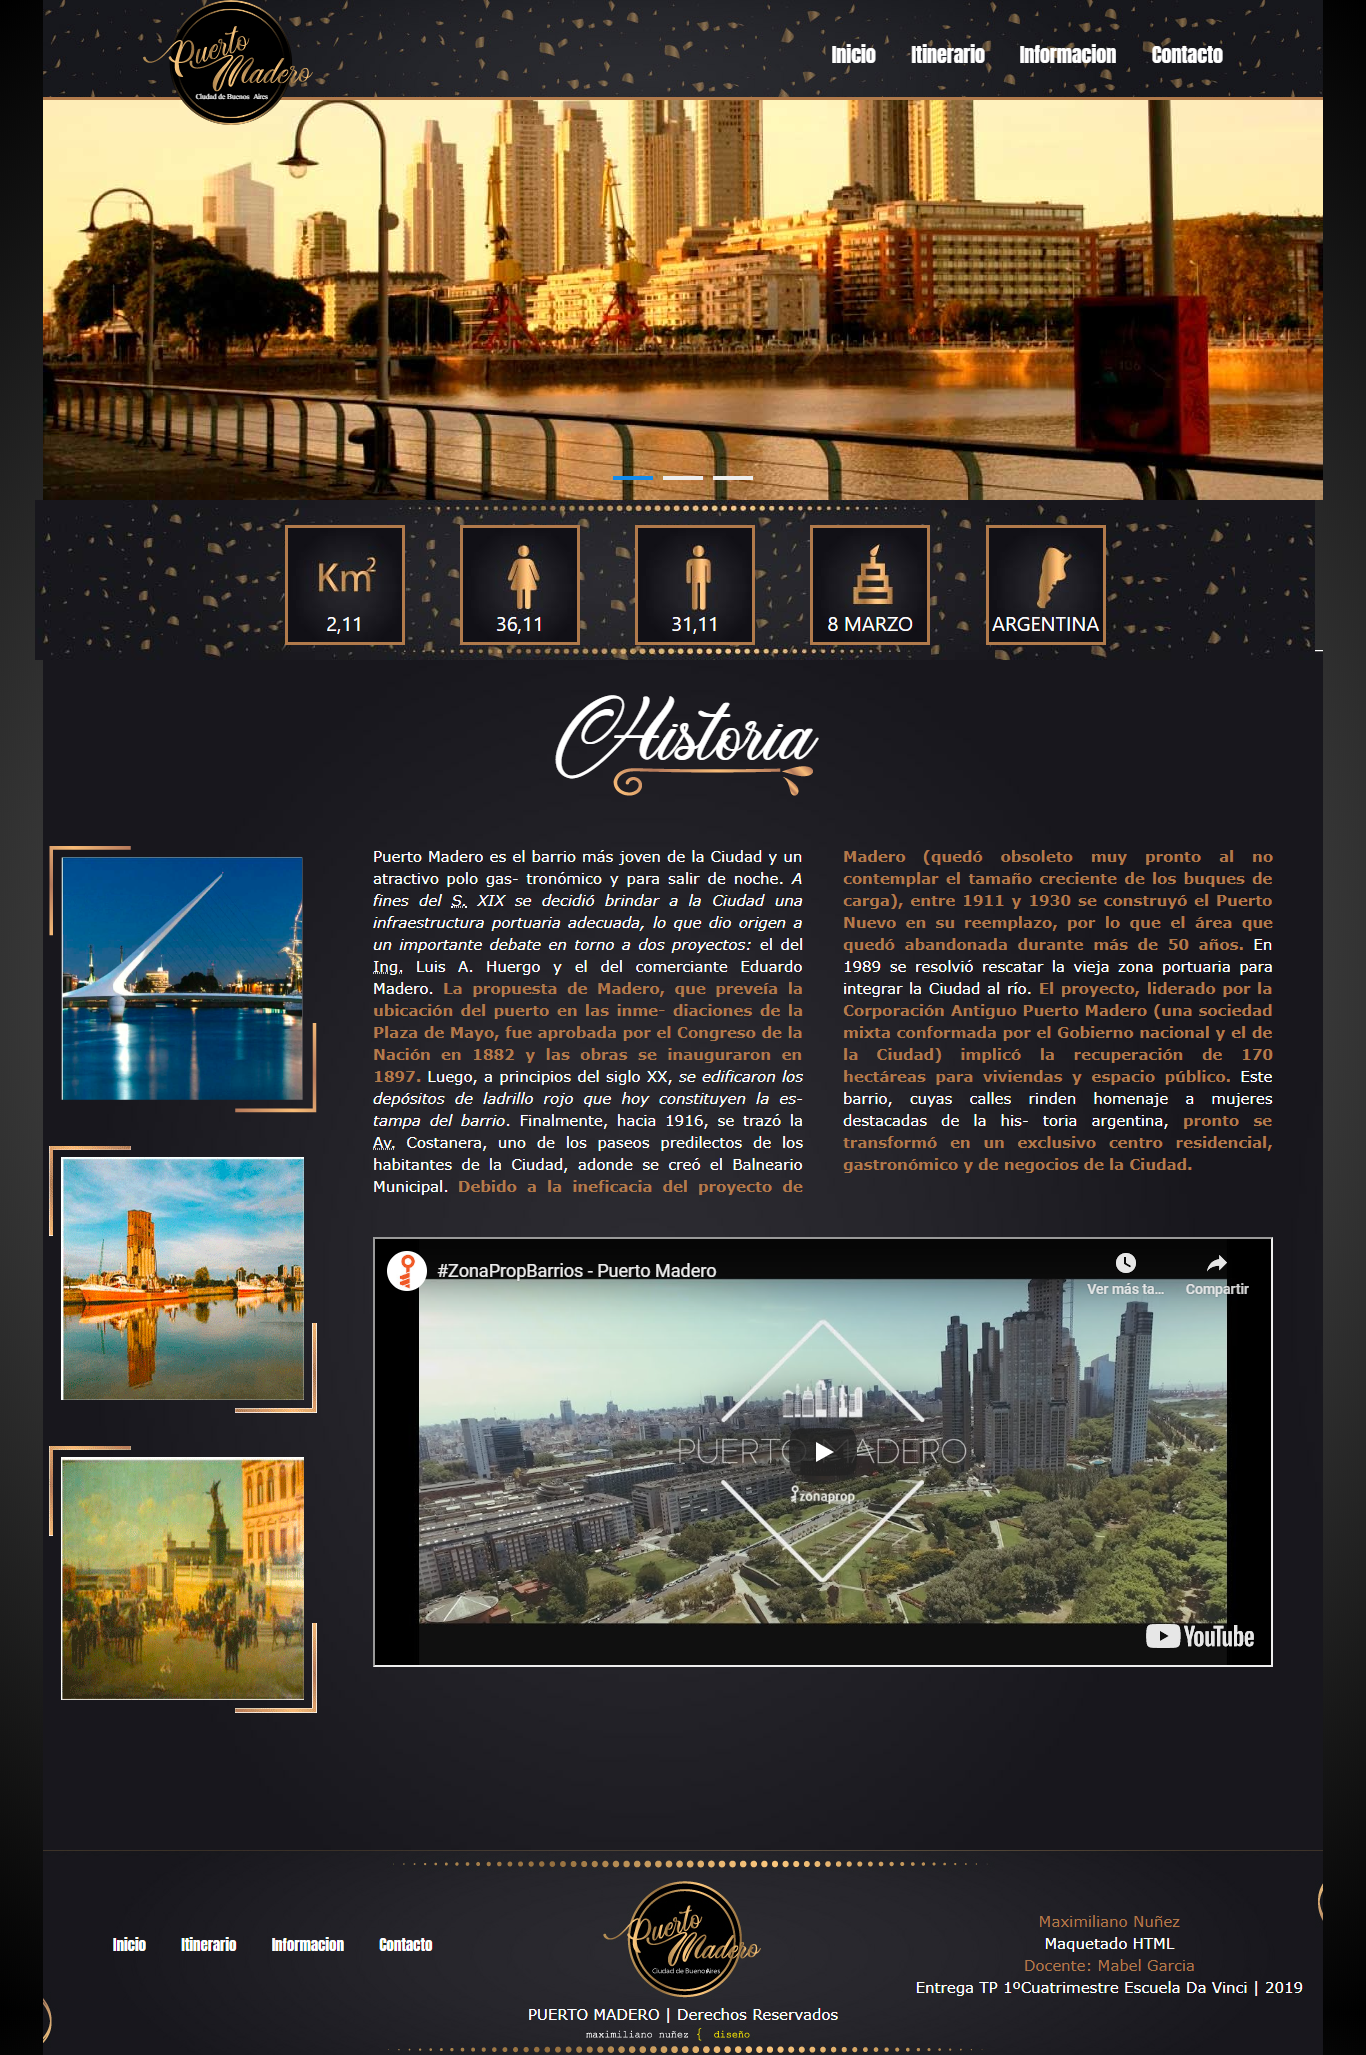 Puerto
Madero
Ciudad de Buenos Aires
Inicio Itinerario Informacion Contacto
Km2
2,11
36,11
31,11
8 MARZO
ARGENTINA
Historia
Puerto Madero es el barrio más joven de la Ciudad y un
atractivo polo gas- tronómico y para salir de noche. A
fines del S. XIX se decidió brindar a la Ciudad una
infraestructura portuaria adecuada, lo que dio origen a
un importante debate en torno a dos proyectos: el del
Ing. Luis A. Huergo y el del comerciante Eduardo
Madero. La propuesta de Madero, que preveía la
ubicación del puerto en las inme- diaciones de la
Plaza de Mayo, fue aprobada por el Congreso de la
Nación en 1882 y las obras se inauguraron en
1897. Luego, a principios del siglo XX, se edificaron los
depósitos de ladrillo rojo que hoy constituyen la es-
tampa del barrio. Finalmente, hacia 1916, se trazó la
Av. Costanera, uno de los paseos predilectos de los
habitantes de la Ciudad, adonde se creó el Balneario
Municipal. Debido a la ineficacia del proyecto de
Madero (quedó obsoleto muy pronto al no
contemplar el tamaño creciente de los buques de
carga), entre 1911 y 1930 se construyó el Puerto
Nuevo en su reemplazo, por lo que el área que
quedó abandonada durante más de 50 años. En
1989 se resolvió rescatar la vieja zona portuaria para
integrar la Ciudad al río. El proyecto, liderado por la
Corporación Antiguo Puerto Madero (una sociedad
mixta conformada por el Gobierno nacional y el de
la Ciudad) implicó la recuperación de 170
hectáreas para viviendas y espacio público. Este
barrio, cuyas calles rinden homenaje a mujeres
destacadas de la his- toria argentina, pronto se
transformó en un exclusivo centro residencial,
gastronómico y de negocios de la Ciudad.
#ZonaPropBarrios - Puerto Madero
Ver más ta... Compartir
PUERTO MADERO
zonaprop
YouTube
Inicio Itinerario Informacion Contacto
Puerto
Madero
Ciudad de Buenos Aires
PUERTO MADERO | Derechos Reservados
maximiliano nuñez { diseño
Maximiliano Nuñez
Maquetado HTML
Docente: Mabel Garcia
Entrega TP 1ºCuatrimestre Escuela Da Vinci | 2019